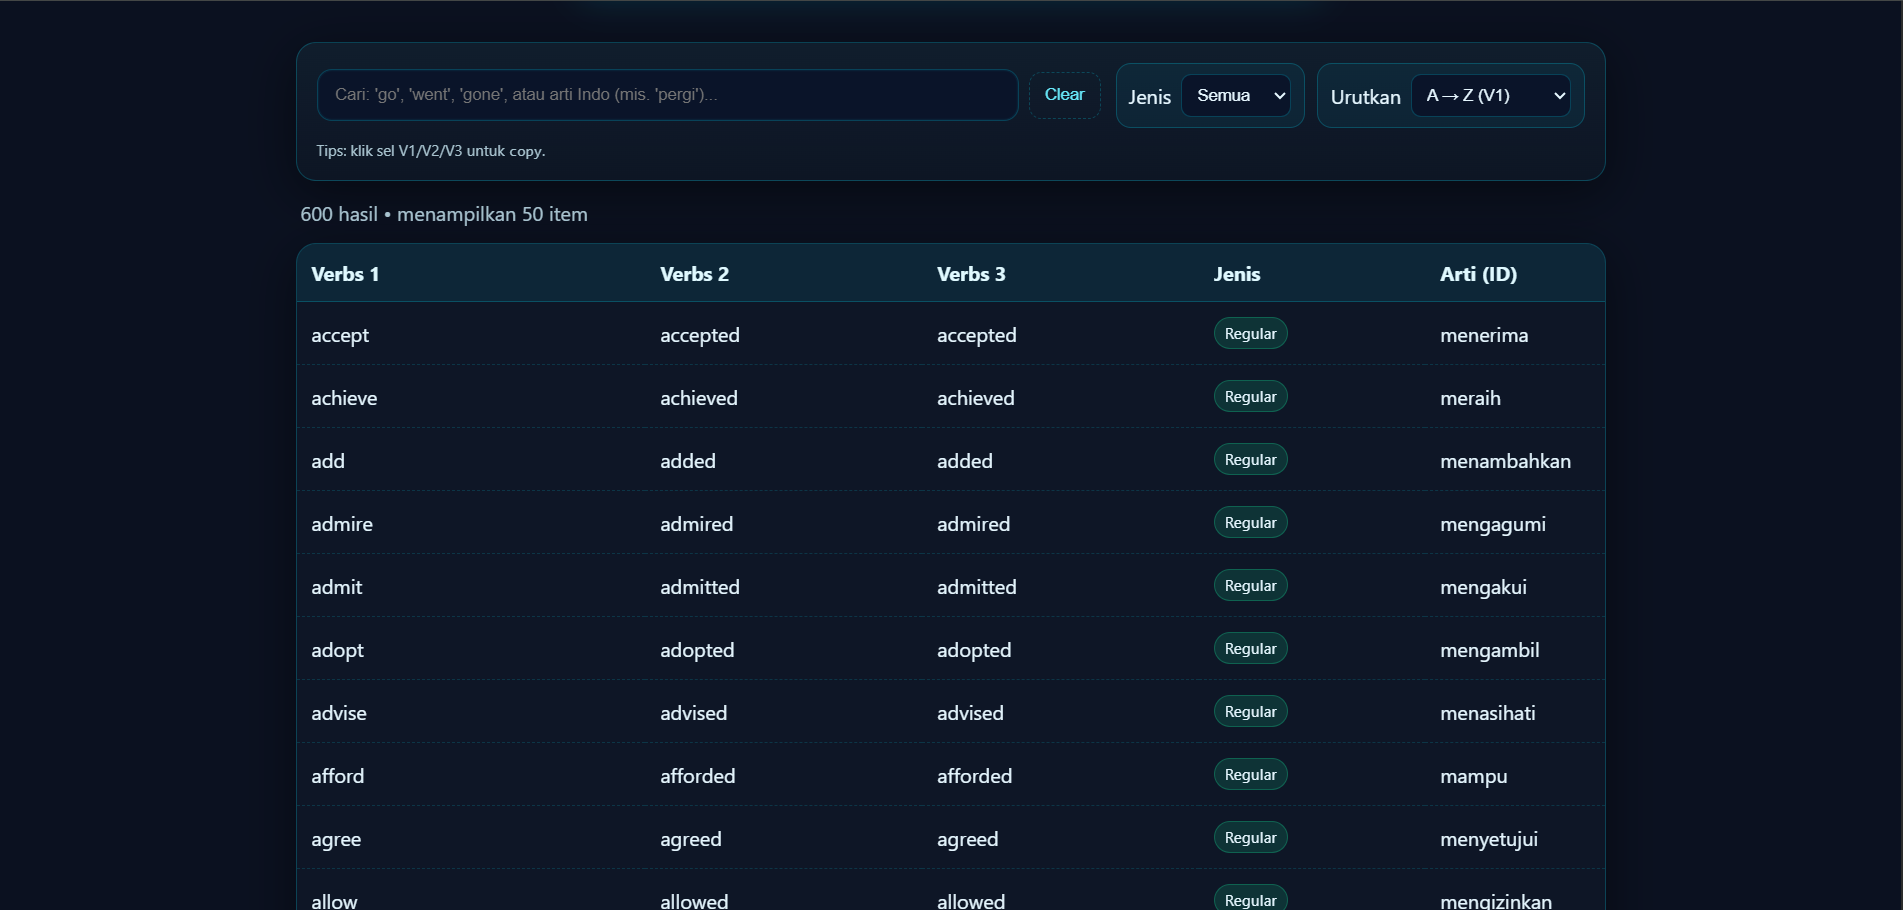 Cari: 'go', 'went', 'gone', atau arti Indo (mis. 'pergi')... Clear Jenis Semua Urutkan A→Z (V1)
Tips: klik sel V1/V2/V3 untuk copy.
600 hasil • menampilkan 50 item
Verbs 1 Verbs 2 Verbs 3 Jenis Arti (ID)
accept accepted accepted Regular menerima
achieve achieved achieved Regular meraih
add added added Regular menambahkan
admire admired admired Regular mengagumi
admit admitted admitted Regular mengakui
adopt adopted adopted Regular mengambil
advise advised advised Regular menasihati
afford afforded afforded Regular mampu
agree agreed agreed Regular menyetujui
allow allowed allowed Regular mengizinkan